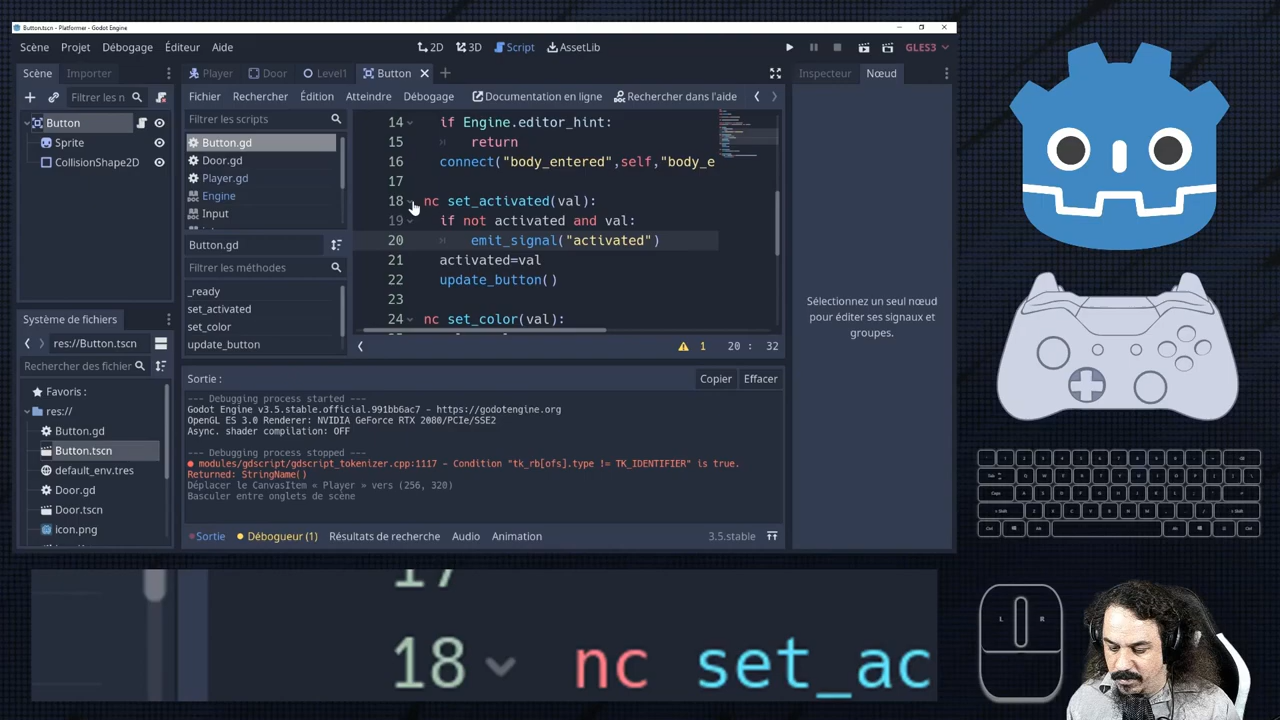 Button.tscn - Platformer - Godot Engine
Scène Projet Débogage Éditeur Aide
2D 3D Script AssetLib
GLES3
Scène Importer
Filtrer les n
Button
Sprite
CollisionShape2D
Player Door Level1 Button
Fichier Rechercher Édition Atteindre Débogage Documentation en ligne Rechercher dans l'aide
Filtrer les scripts
Button.gd
Door.gd
Player.gd
Engine
Input
Button.gd
Filtrer les méthodes
_ready
set_activated
set_color
update_button
14 if Engine.editor_hint:
15 return
16 connect("body_entered",self,"body_e
17
18 nc set_activated(val):
19 if not activated and val:
20 emit_signal("activated")
21 activated=val
22 update_button()
23
24 nc set_color(val):
1 20 : 32
Inspecteur Nœud
Sélectionnez un seul nœud
pour éditer ses signaux et
groupes.
Système de fichiers
res://Button.tscn
Rechercher des fichier
Favoris :
res://
Button.gd
Button.tscn
default_env.tres
Door.gd
Door.tscn
icon.png
Sortie :
Copier Effacer
--- Debugging process started ---
Godot Engine v3.5.stable.official.991bb6ac7 - https://godotengine.org
OpenGL ES 3.0 Renderer: NVIDIA GeForce RTX 2080/PCIe/SSE2
Async. shader compilation: OFF
--- Debugging process stopped ---
modules/gdscript/gdscript_tokenizer.cpp:1117 - Condition "tk_rb[ofs].type != TK_IDENTIFIER" is true.
Returned: StringName()
Déplacer le CanvasItem « Player » vers (256, 320)
Basculer entre onglets de scène
Sortie Débogueur (1) Résultats de recherche Audio Animation
3.5.stable
17
18 nc set_ac
L R